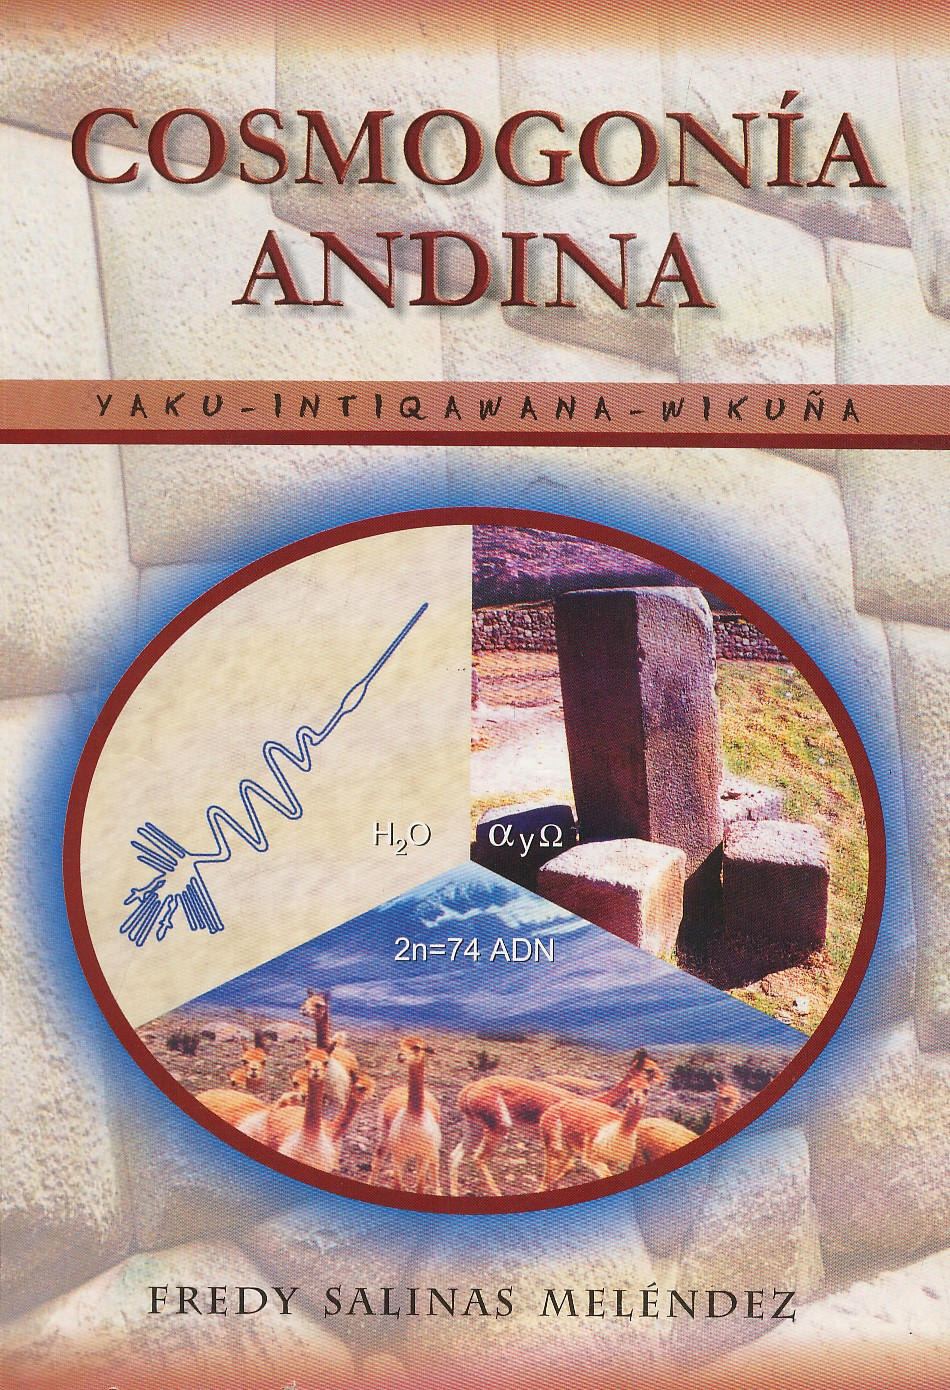 COSMOGONÍA
ANDINA
YAKU-INTIQAWANA-WIKUÑA
H₂O
α y Ω
2n=74 ADN
FREDY SALINAS MELÉNDEZ